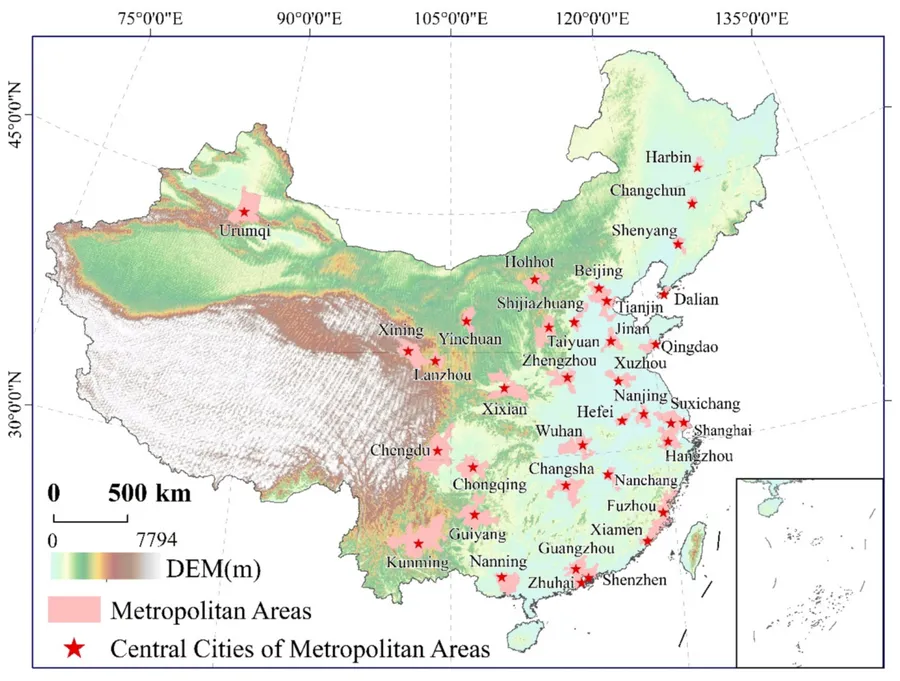 75°0'0"E 90°0'0"E 105°0'0"E 120°0'0"E 135°0'0"E
45°0'0"N
30°0'0"N
Harbin
Changchun
Shenyang
Urumqi
Hohhot
Beijing
Shijiazhuang
Tianjin
Dalian
Xining
Yinchuan
Taiyuan
Jinan
Qingdao
Lanzhou
Zhengzhou
Xuzhou
Xixian
Nanjing
Suxichang
Hefei
Shanghai
Wuhan
Hangzhou
Chengdu
Changsha
Nanchang
Chongqing
Fuzhou
Guiyang
Xiamen
Kunming
Nanning
Guangzhou
Zhuhai
Shenzhen
0 500 km
0 7794
DEM(m)
Metropolitan Areas
Central Cities of Metropolitan Areas